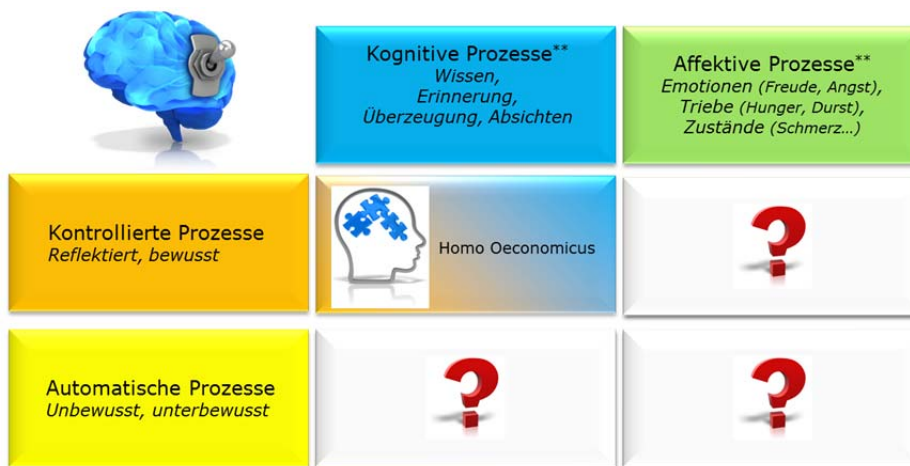 Kognitive Prozesse**
Wissen,
Erinnerung,
Überzeugung, Absichten
Affektive Prozesse**
Emotionen (Freude, Angst),
Triebe (Hunger, Durst),
Zustände (Schmerz...)
Kontrollierte Prozesse
Reflektiert, bewusst
Homo Oeconomicus
?
Automatische Prozesse
Unbewusst, unterbewusst
?
?